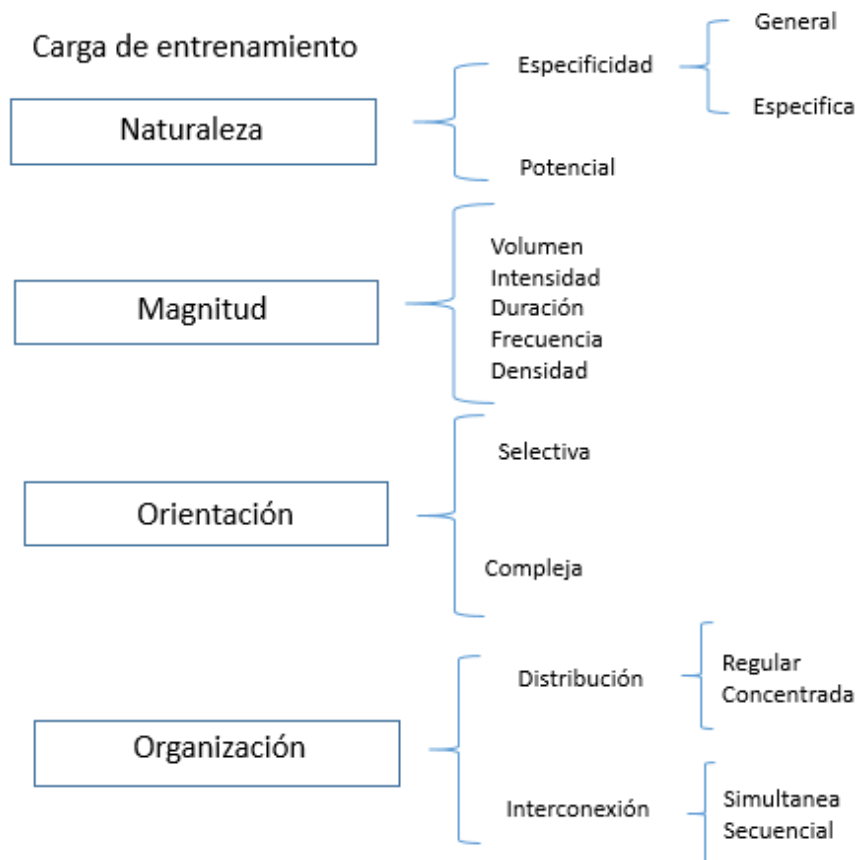 Carga de entrenamiento
Naturaleza
Especificidad
General
Especifica
Potencial
Magnitud
Volumen
Intensidad
Duración
Frecuencia
Densidad
Orientación
Selectiva
Compleja
Organización
Distribución
Regular
Concentrada
Interconexión
Simultanea
Secuencial